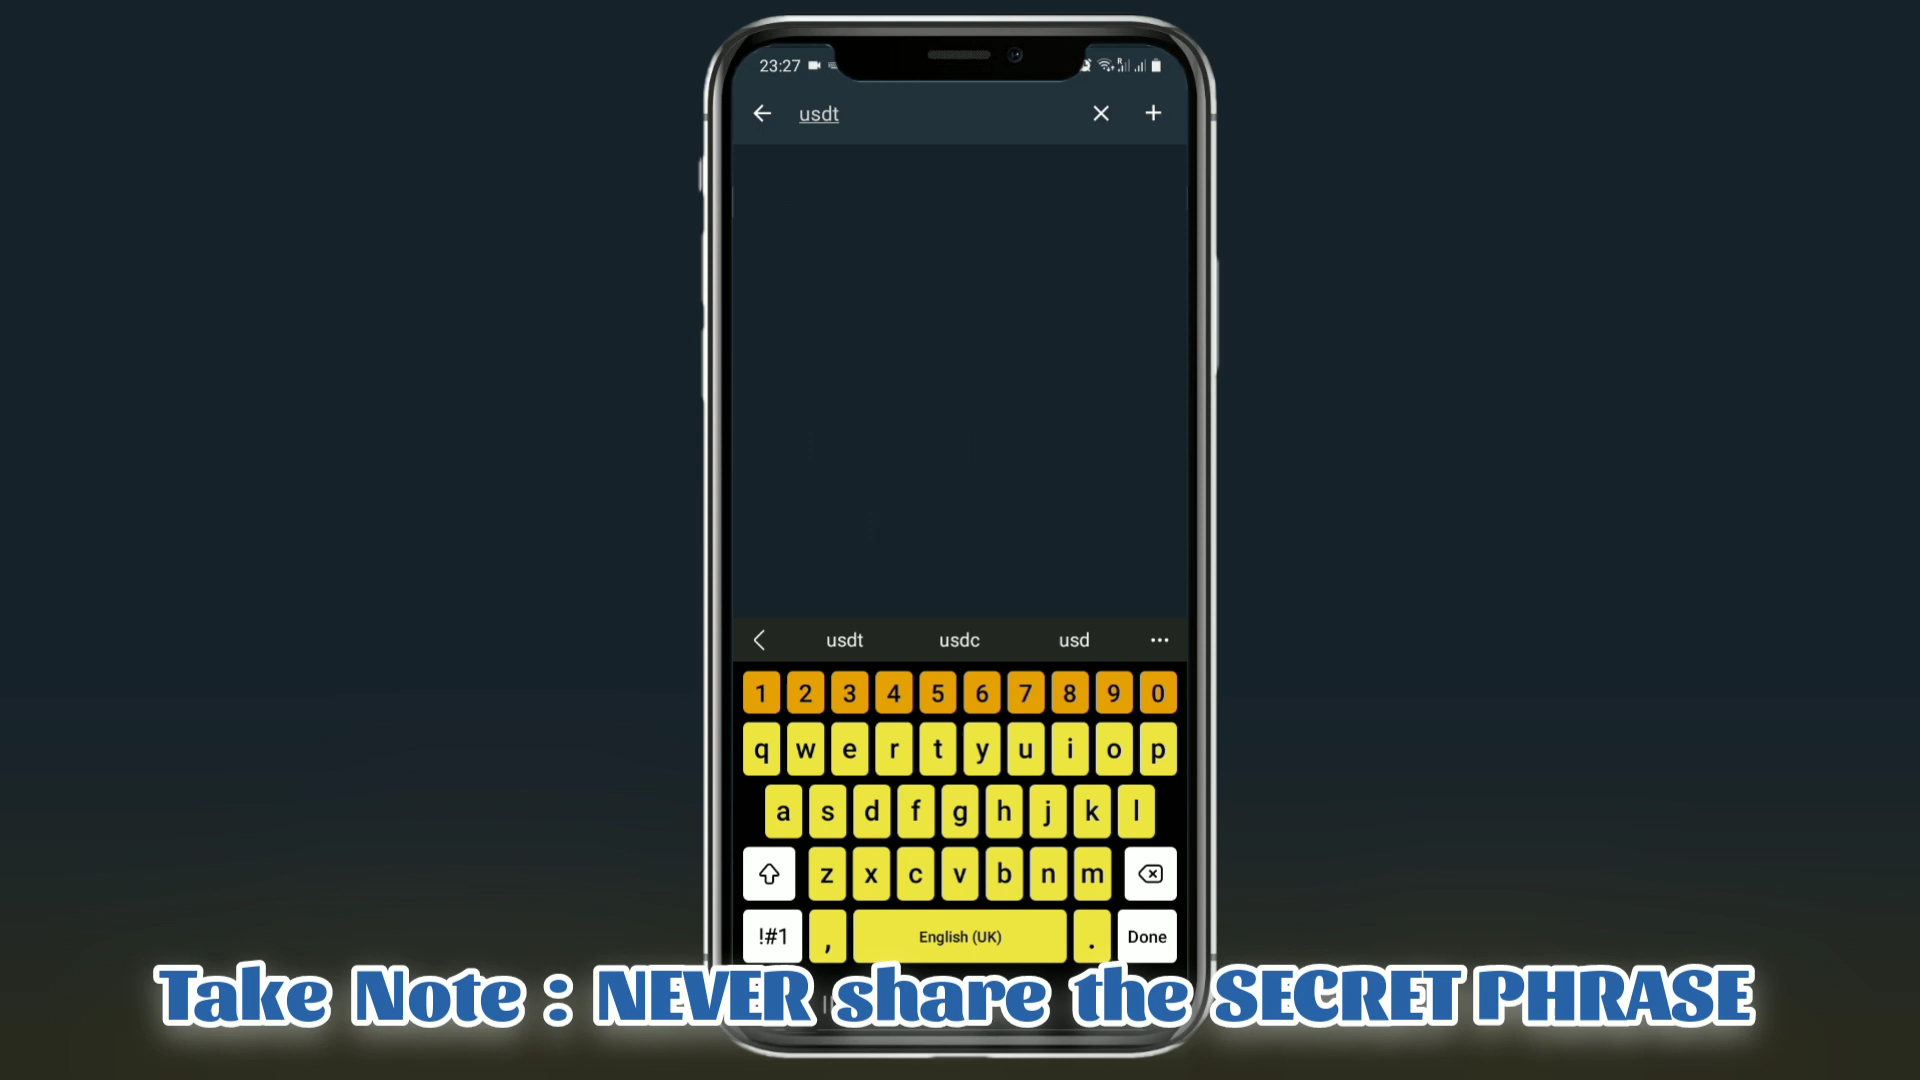 23:27
usdt
usdt usdc usd
1 2 3 4 5 6 7 8 9 0
q w e r t y u i o p
a s d f g h j k l
z x c v b n m
!#1 , English (UK) . Done
Take Note : NEVER share the SECRET PHRASE